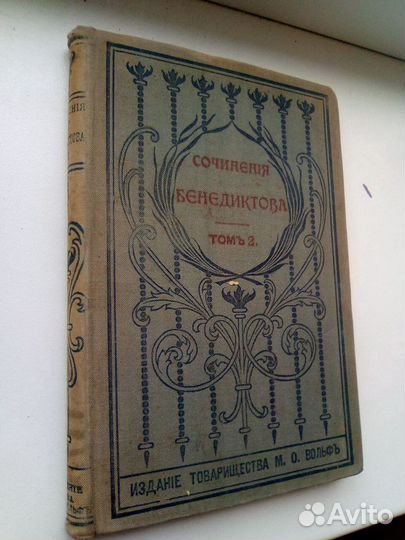 СОЧИНЕНІЯ
БЕНЕДИКТОВА
ТОМЪ 2.
ИЗДАНІЕ ТОВАРИЩЕСТВА М. О. ВОЛЬФЪ
Avito